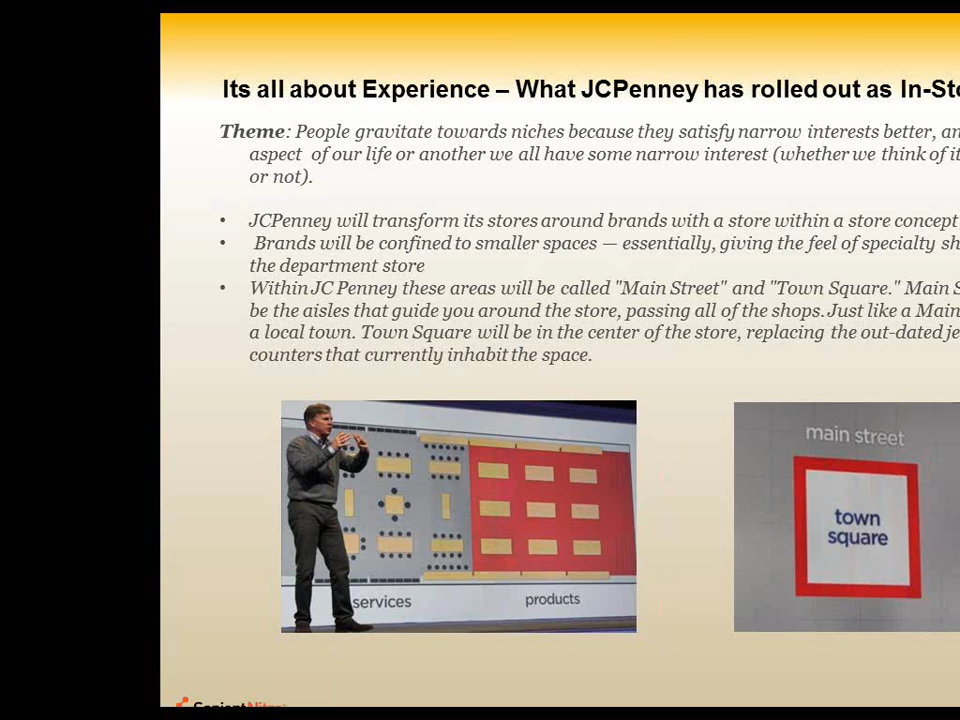 Its all about Experience – What JCPenney has rolled out as In-Sto
Theme: People gravitate towards niches because they satisfy narrow interests better, an
aspect of our life or another we all have some narrow interest (whether we think of it
or not).
• JCPenney will transform its stores around brands with a store within a store concept
• Brands will be confined to smaller spaces — essentially, giving the feel of specialty sh
the department store
• Within JC Penney these areas will be called "Main Street" and "Town Square." Main S
be the aisles that guide you around the store, passing all of the shops. Just like a Main
a local town. Town Square will be in the center of the store, replacing the out-dated je
counters that currently inhabit the space.
services
products
main street
town
square
SapientNitro